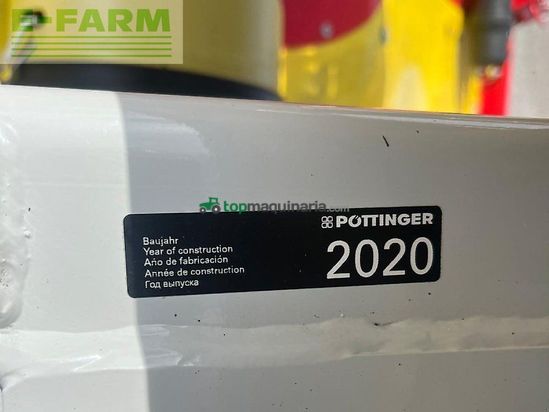 E-FARM
topmaquinaria.com
PÖTTINGER
Baujahr
Year of construction
Año de fabricación
Année de construction
Год выпуска
2020